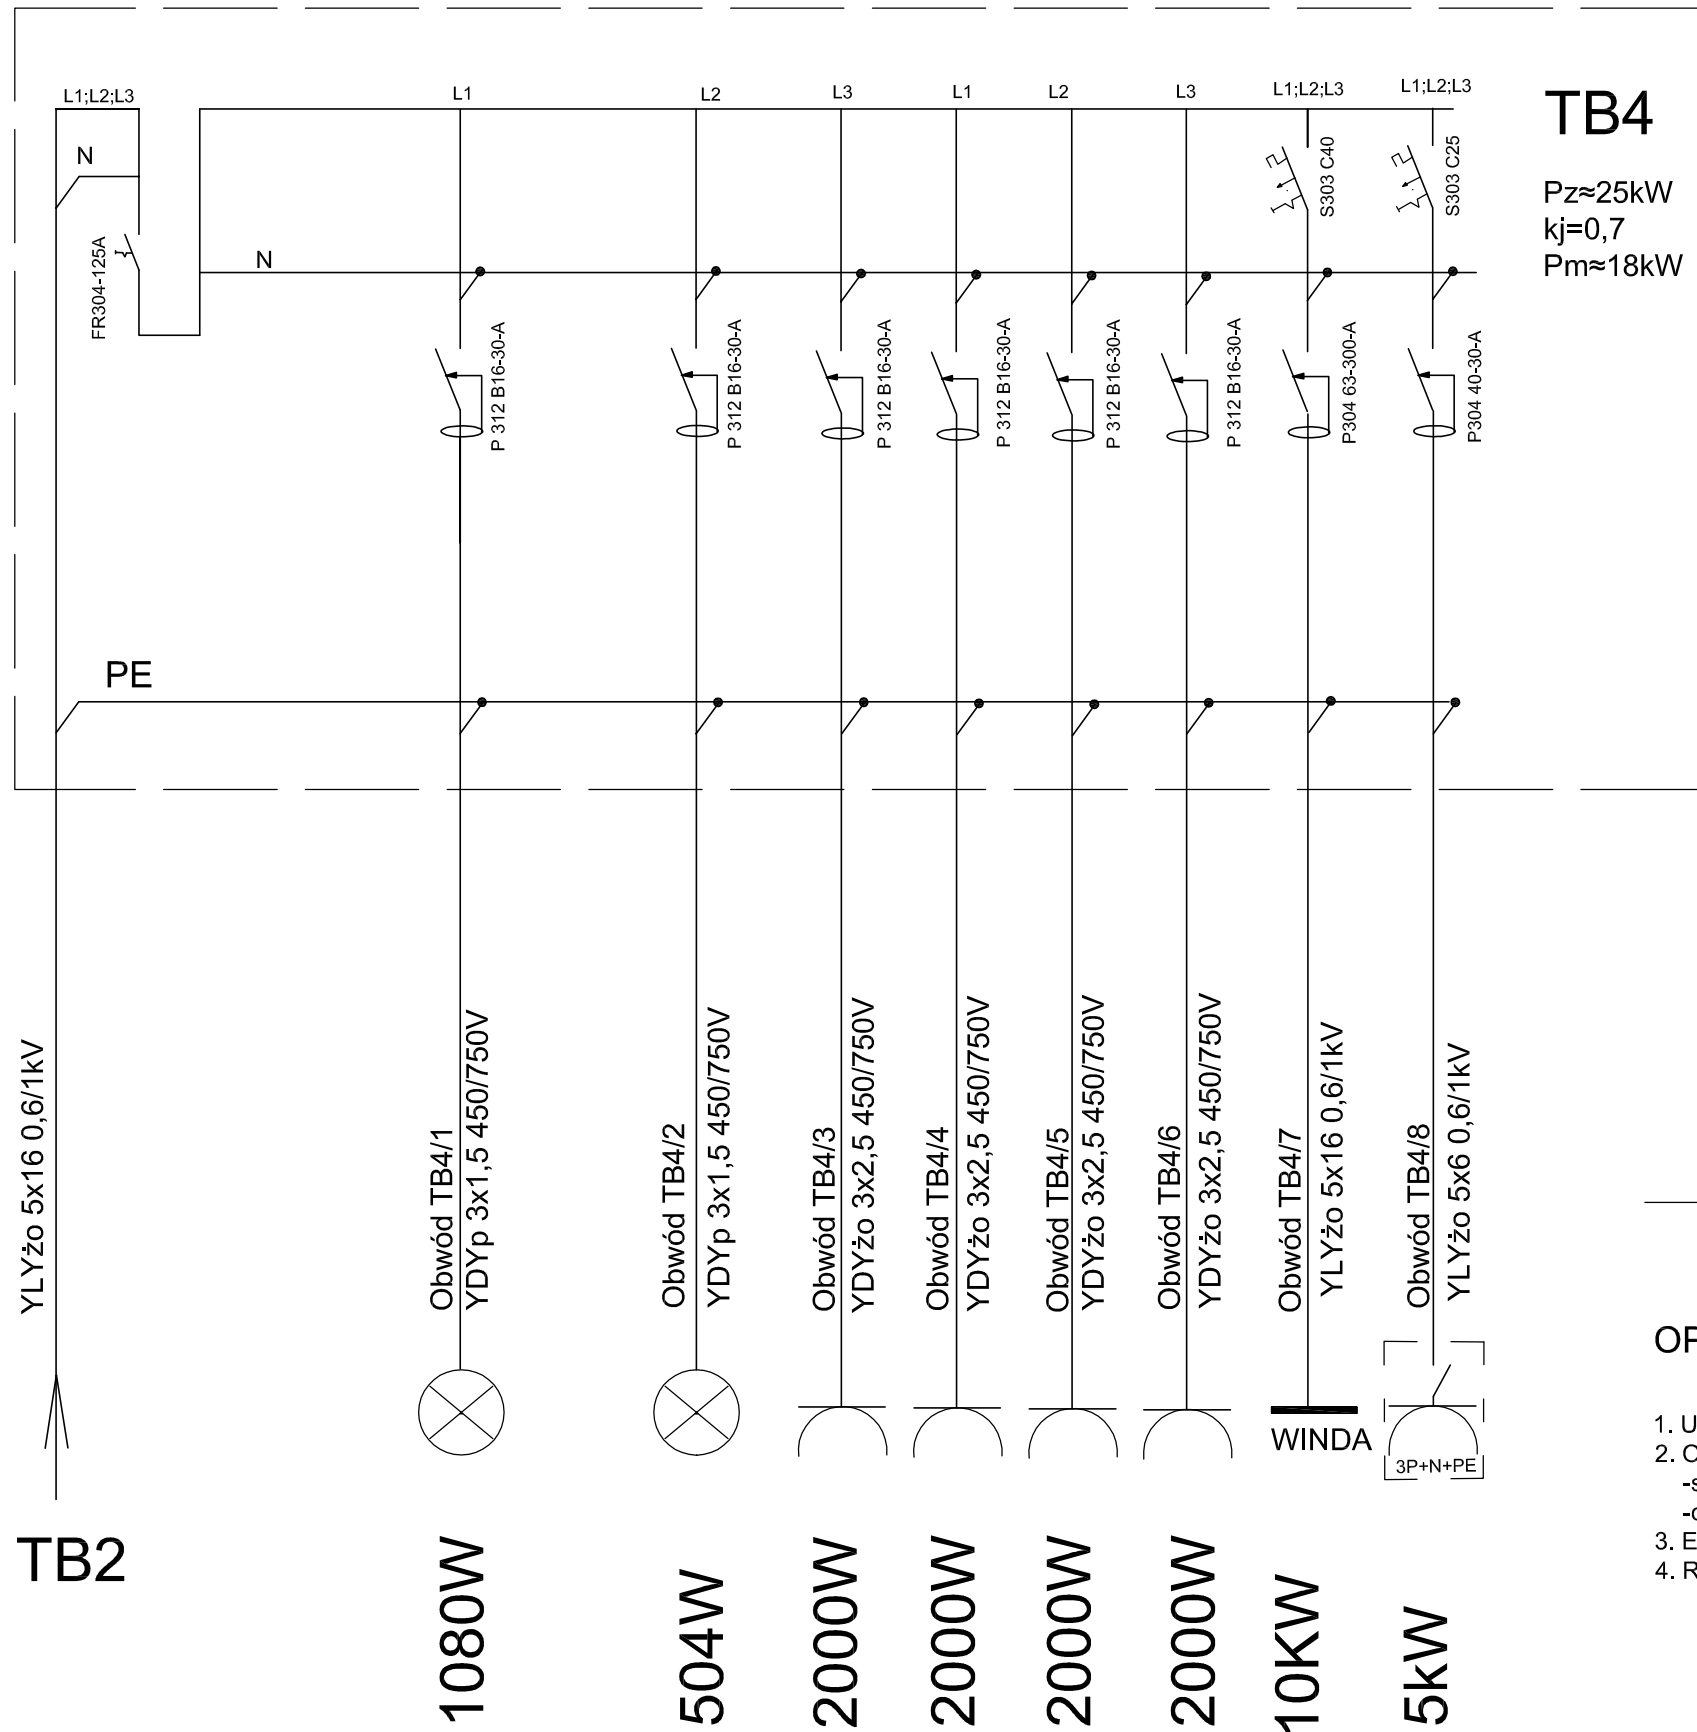 L1;L2;L3
L1
L2
L3
L1
L2
L3
L1;L2;L3
L1;L2;L3
TB4
Pz≈25kW
kj=0,7
Pm≈18kW
N
N
FR304-125A
S303 C40
S303 C25
P 312 B16-30-A
P 312 B16-30-A
P 312 B16-30-A
P 312 B16-30-A
P 312 B16-30-A
P 312 B16-30-A
P304 63-300-A
P304 40-30-A
PE
YLYżo 5x16 0,6/1kV
Obwód TB4/1
YDYp 3x1,5 450/750V
Obwód TB4/2
YDYp 3x1,5 450/750V
Obwód TB4/3
YDYżo 3x2,5 450/750V
Obwód TB4/4
YDYżo 3x2,5 450/750V
Obwód TB4/5
YDYżo 3x2,5 450/750V
Obwód TB4/6
YDYżo 3x2,5 450/750V
Obwód TB4/7
YLYżo 5x16 0,6/1kV
Obwód TB4/8
YLYżo 5x6 0,6/1kV
WINDA
3P+N+PE
TB2
1080W
504W
2000W
2000W
2000W
2000W
10KW
5kW
1.
2.
3.
4.